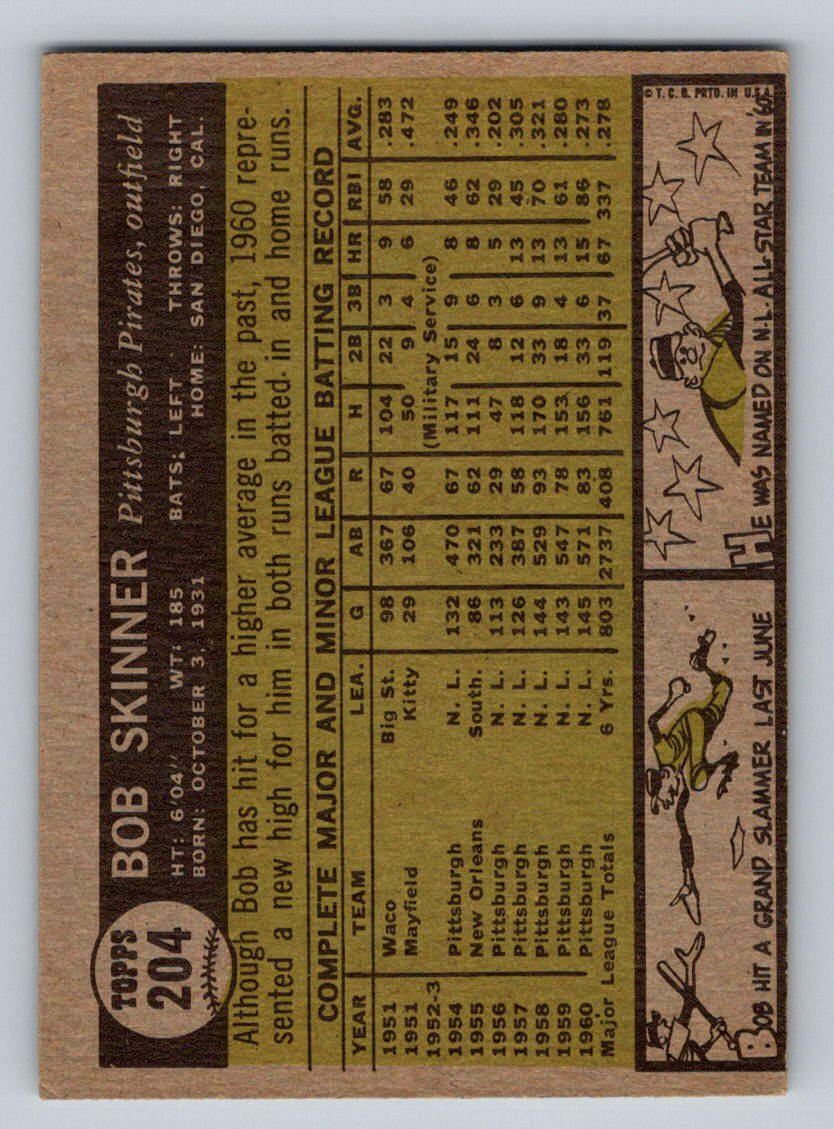 TOPPS
204
BOB SKINNER Pittsburgh Pirates, outfield
HT: 6'04" WT: 185 BATS: LEFT THROWS: RIGHT
BORN: OCTOBER 3, 1931 HOME: SAN DIEGO, CAL.
Although Bob has hit for a higher average in the past, 1960 repre-
sented a new high for him in both runs batted-in and home runs.
COMPLETE MAJOR AND MINOR LEAGUE BATTING RECORD
YEAR TEAM LEA. G AB R H 2B 3B HR RBI AVG.
1951 Waco Big St. 98 367 67 104 22 3 9 58 .283
1951 Mayfield Kitty 29 106 40 50 9 4 6 29 .472
1952-3 (Military Service)
1954 Pittsburgh N. L. 132 470 67 117 15 9 8 46 .249
1955 New Orleans South. 86 321 62 111 24 6 8 62 .346
1956 Pittsburgh N. L. 113 233 29 47 8 3 5 29 .202
1957 Pittsburgh N. L. 126 387 58 118 12 6 13 45 .305
1958 Pittsburgh N. L. 144 529 93 170 33 9 13 70 .321
1959 Pittsburgh N. L. 143 547 78 153 18 4 13 61 .280
1960 Pittsburgh N. L. 145 571 83 156 33 6 15 86 .273
Major League Totals 6 Yrs. 803 2737 408 761 119 37 67 337 .278
BOB HIT A GRAND SLAMMER LAST JUNE
HE WAS NAMED ON N.L. ALL-STAR TEAM IN '60
© T. C. G. PRTD. IN U.S.A.